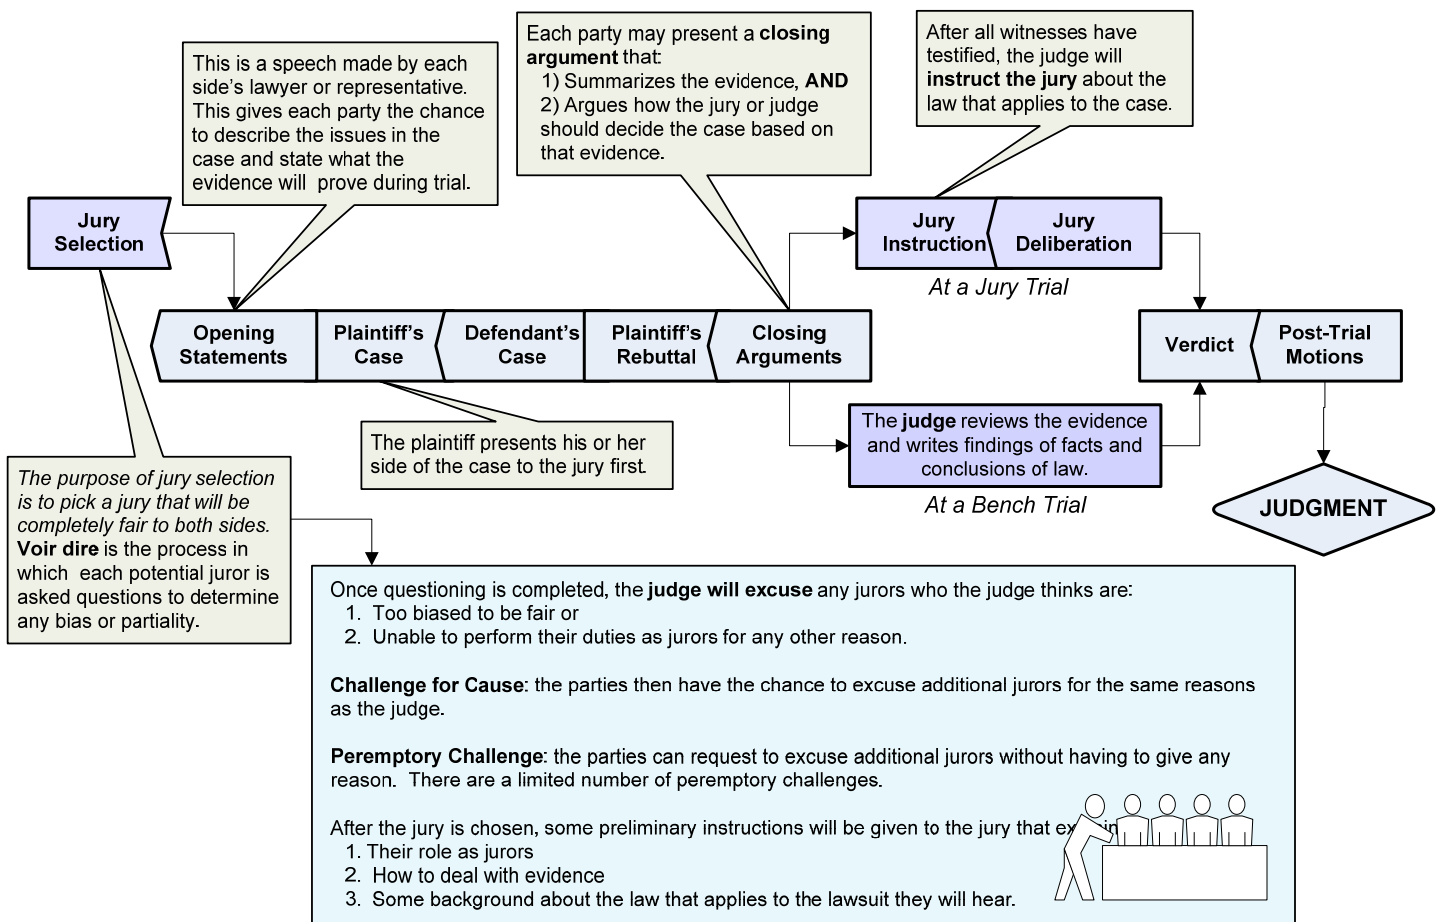 This is a speech made by each
side's lawyer or representative.
This gives each party the chance
to describe the issues in the
case and state what the
evidence will prove during trial.
Each party may present a closing
argument that:
1) Summarizes the evidence, AND
2) Argues how the jury or judge
should decide the case based on
that evidence.
After all witnesses have
testified, the judge will
instruct the jury about the
law that applies to the case.
Jury
Selection
Jury
Instruction
Jury
Deliberation
At a Jury Trial
Opening
Statements
Plaintiff's
Case
Defendant's
Case
Plaintiff's
Rebuttal
Closing
Arguments
Verdict
Post-Trial
Motions
The plaintiff presents his or her
side of the case to the jury first.
The judge reviews the evidence
and writes findings of facts and
conclusions of law.
At a Bench Trial
JUDGMENT
The purpose of jury selection
is to pick a jury that will be
completely fair to both sides.
Voir dire is the process in
which each potential juror is
asked questions to determine
any bias or partiality.
Once questioning is completed, the judge will excuse any jurors who the judge thinks are:
1. Too biased to be fair or
2. Unable to perform their duties as jurors for any other reason.
Challenge for Cause: the parties then have the chance to excuse additional jurors for the same reasons
as the judge.
Peremptory Challenge: the parties can request to excuse additional jurors without having to give any
reason. There are a limited number of peremptory challenges.
After the jury is chosen, some preliminary instructions will be given to the jury that
1. Their role as jurors
2. How to deal with evidence
3. Some background about the law that applies to the lawsuit they will hear.